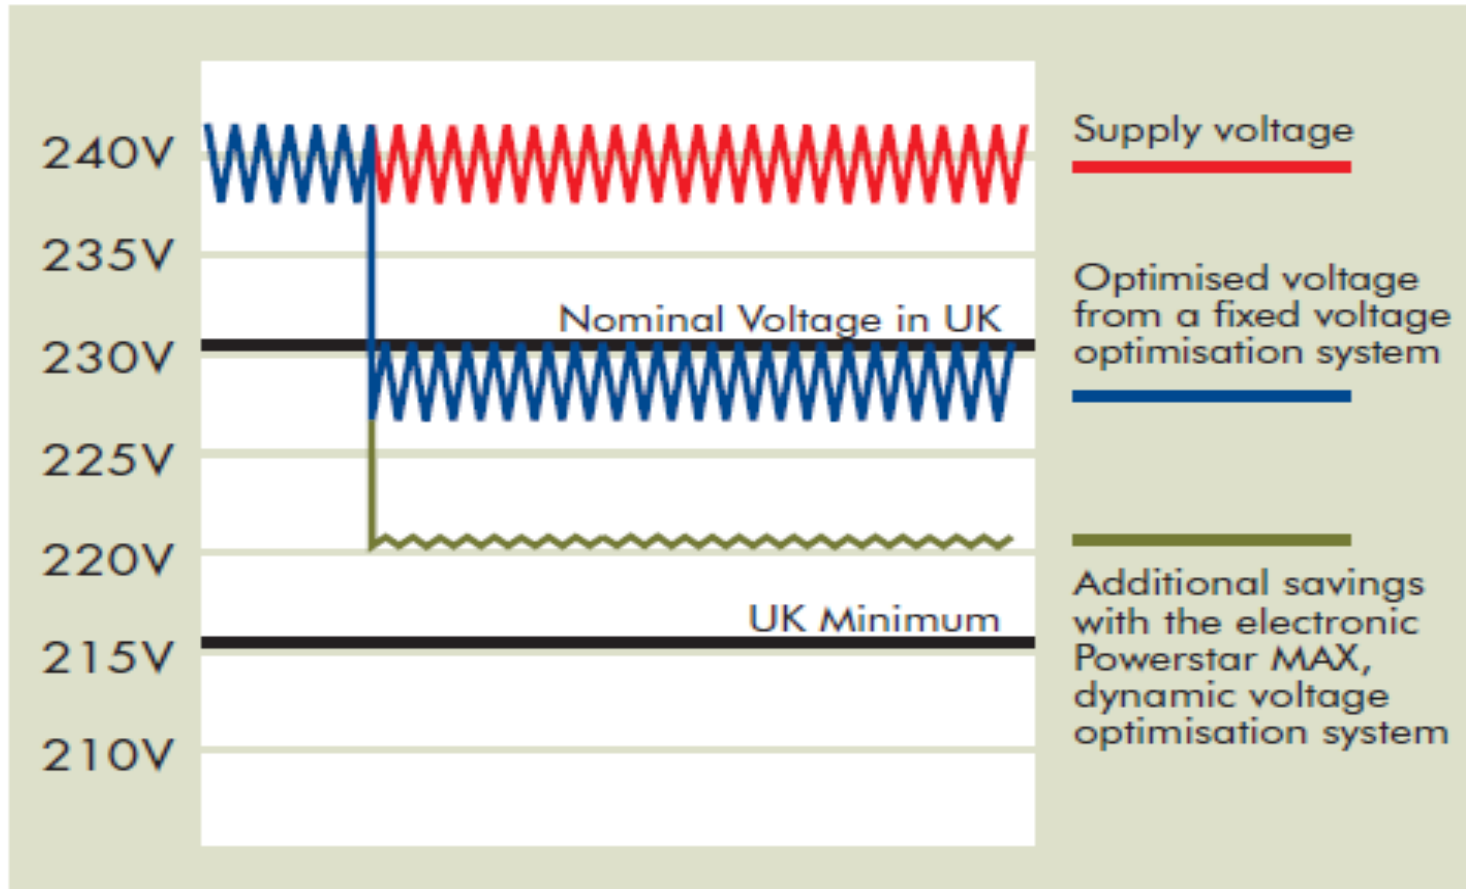 240V
235V
230V
225V
220V
215V
210V
Nominal Voltage in UK
UK Minimum
Supply voltage
Optimised voltage
from a fixed voltage
optimisation system
Additional savings
with the electronic
Powerstar MAX,
dynamic voltage
optimisation system